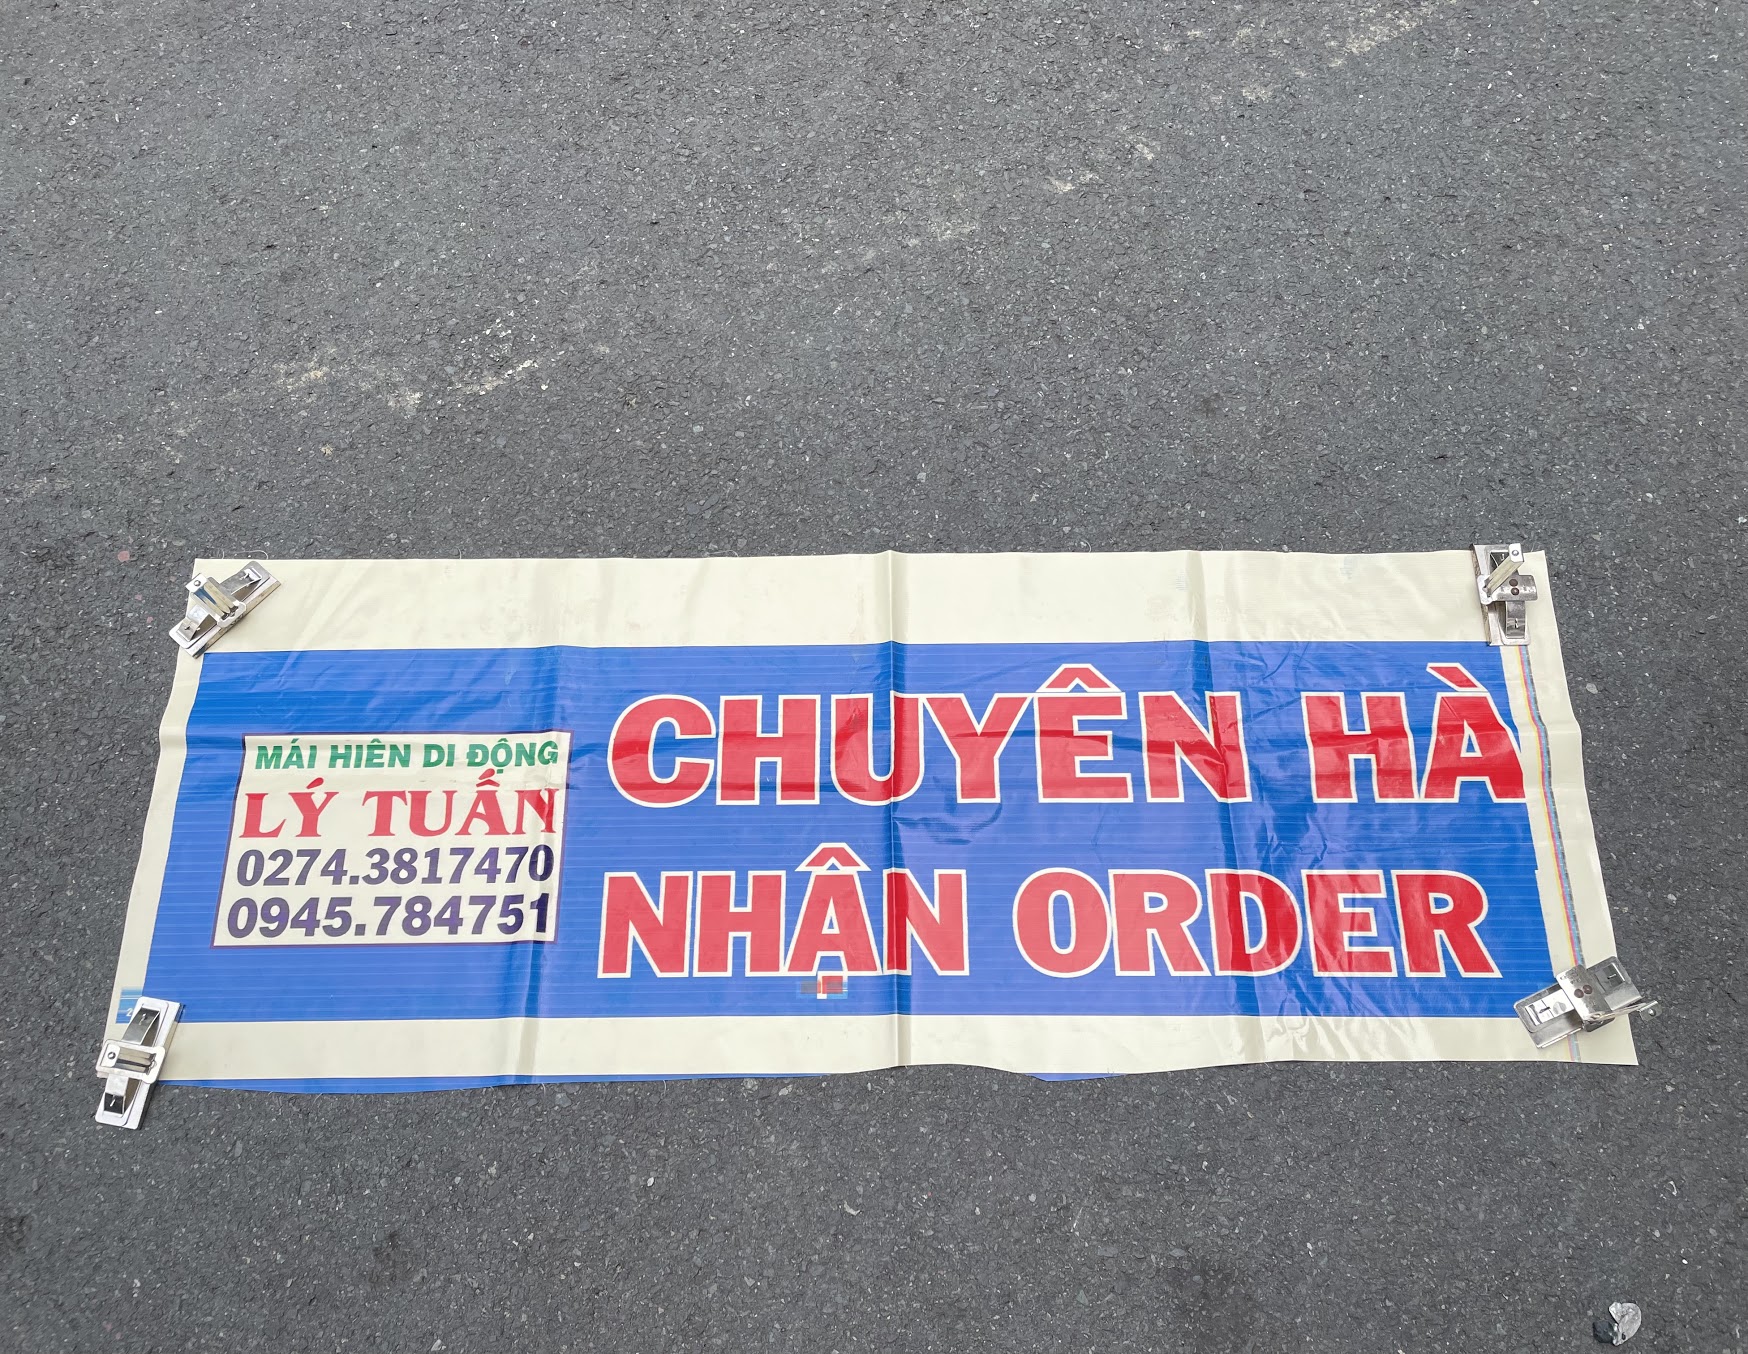 MÁI HIÊN DI ĐỘNG
LÝ TUẤN
0274.3817470
0945.784751
CHUYÊN HÀ
NHẬN ORDER